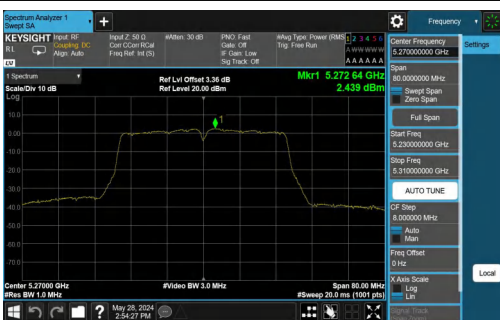 Spectrum Analyzer 1
Swept SA
Frequency
KEYSIGHT
Input: RF
Coupling: DC
Align: Auto
Input Z: 50 Ω
Corr CCorr RCal
Freq Ref: Int (S)
#Atten: 30 dB
PNO: Fast
Gate: Off
IF Gain: Low
Sig Track: Off
#Avg Type: Power (RMS
Trig: Free Run
1 2 3 4 5 6
A W W W W W
A A A A A A
RL
LVI
Center Frequency
5.270000000 GHz
Settings
1 Spectrum
Scale/Div 10 dB
Ref Lvl Offset 3.36 dB
Ref Level 20.00 dBm
Mkr1 5.272 64 GHz
2.439 dBm
Span
80.0000000 MHz
Swept Span
Zero Span
Log
10.0
0.00
-10.0
-20.0
-30.0
-40.0
-50.0
-60.0
-70.0
1
Full Span
Start Freq
5.230000000 GHz
Stop Freq
5.310000000 GHz
AUTO TUNE
CF Step
8.000000 MHz
Auto
Man
Freq Offset
0 Hz
X Axis Scale
Log
Lin
Local
Center 5.27000 GHz
#Res BW 1.0 MHz
#Video BW 3.0 MHz
Span 80.00 MHz
#Sweep 20.0 ms (1001 pts)
Signal Track
May 28, 2024
2:54:27 PM
?